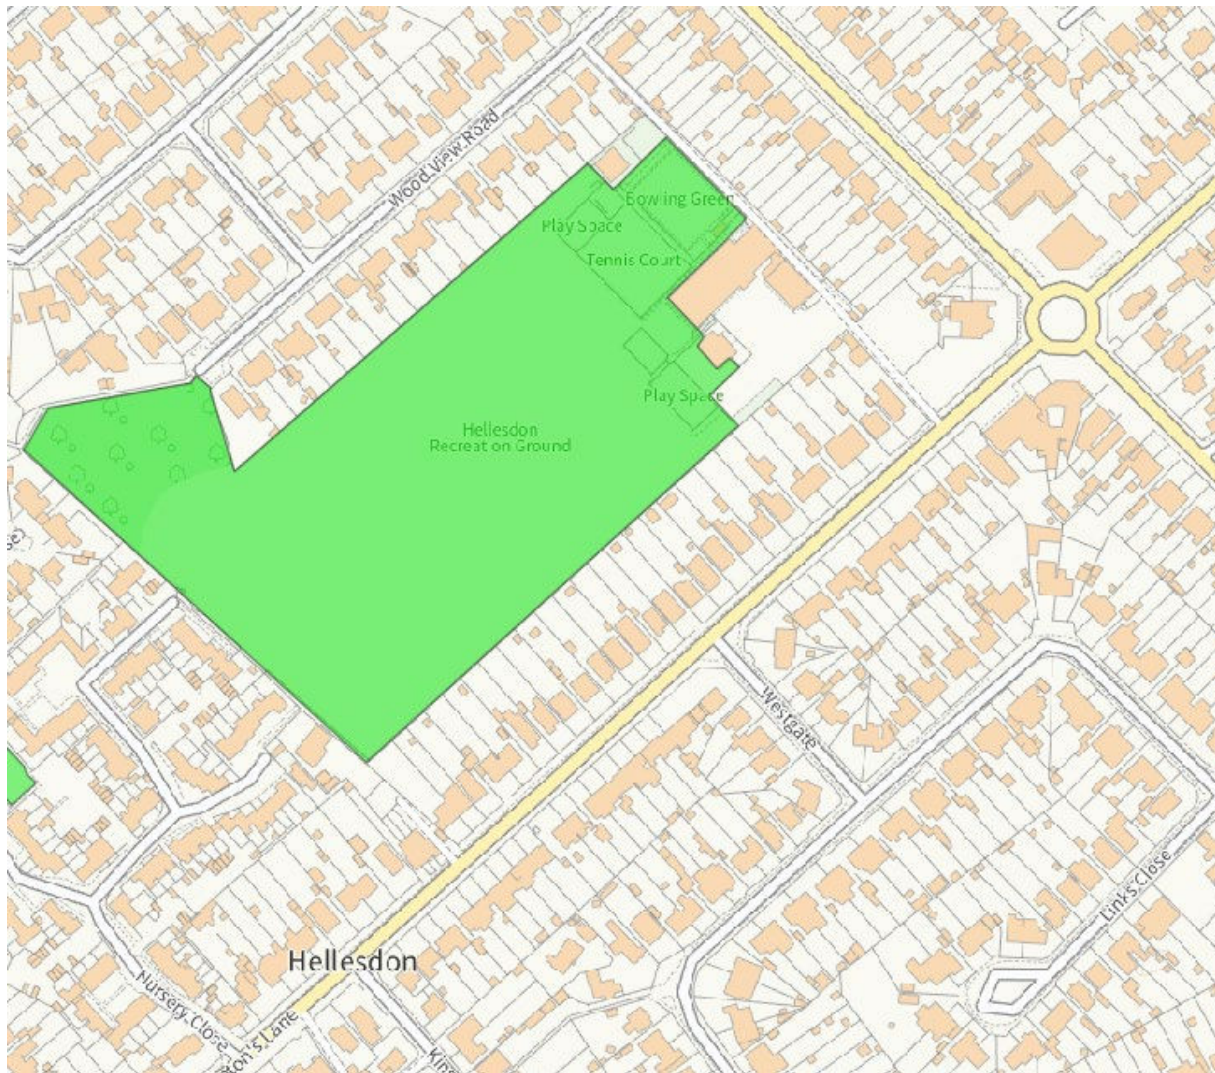 Wood View Road
Bowling Green
Play Space
Tennis Court
Play Space
Hellesdon
Recreat on Ground
Westgate
Links Close
Hellesdon
Nursery Close
on's Lane